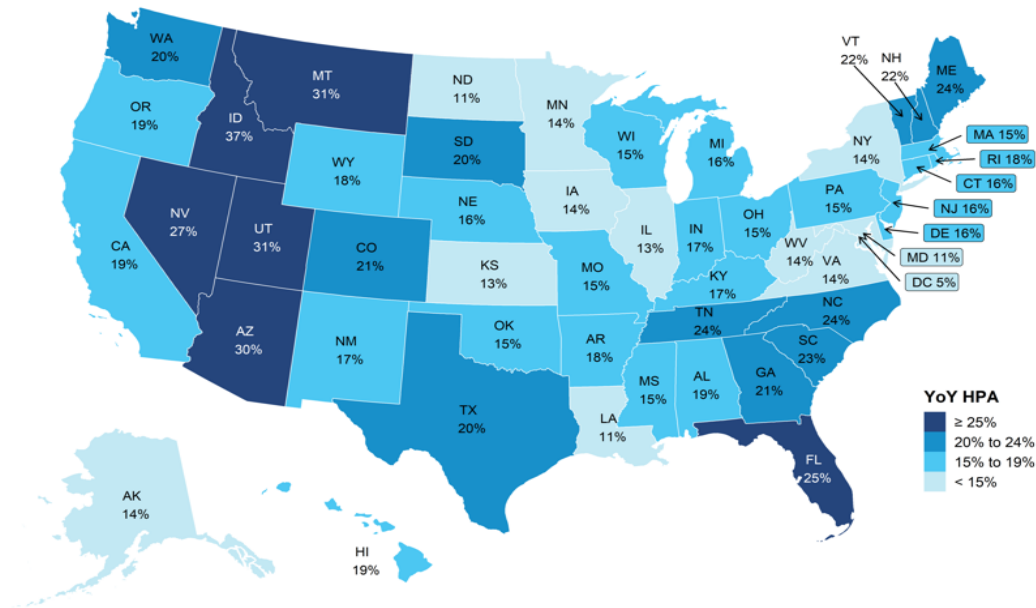 WA
20%
OR
19%
CA
19%
ID
37%
NV
27%
MT
31%
WY
18%
UT
31%
AZ
30%
CO
21%
NM
17%
ND
11%
SD
20%
NE
16%
KS
13%
OK
15%
TX
20%
MN
14%
IA
14%
MO
15%
AR
18%
LA
11%
WI
15%
IL
13%
MS
15%
MI
16%
IN
17%
KY
17%
TN
24%
AL
19%
OH
15%
WV
14%
VA
14%
NC
24%
SC
23%
GA
21%
FL
25%
PA
15%
NY
14%
VT
22%
NH
22%
ME
24%
MA 15%
RI 18%
CT 16%
NJ 16%
DE 16%
MD 11%
DC 5%
AK
14%
HI
19%
YoY HPA
≥ 25%
20% to 24%
15% to 19%
< 15%